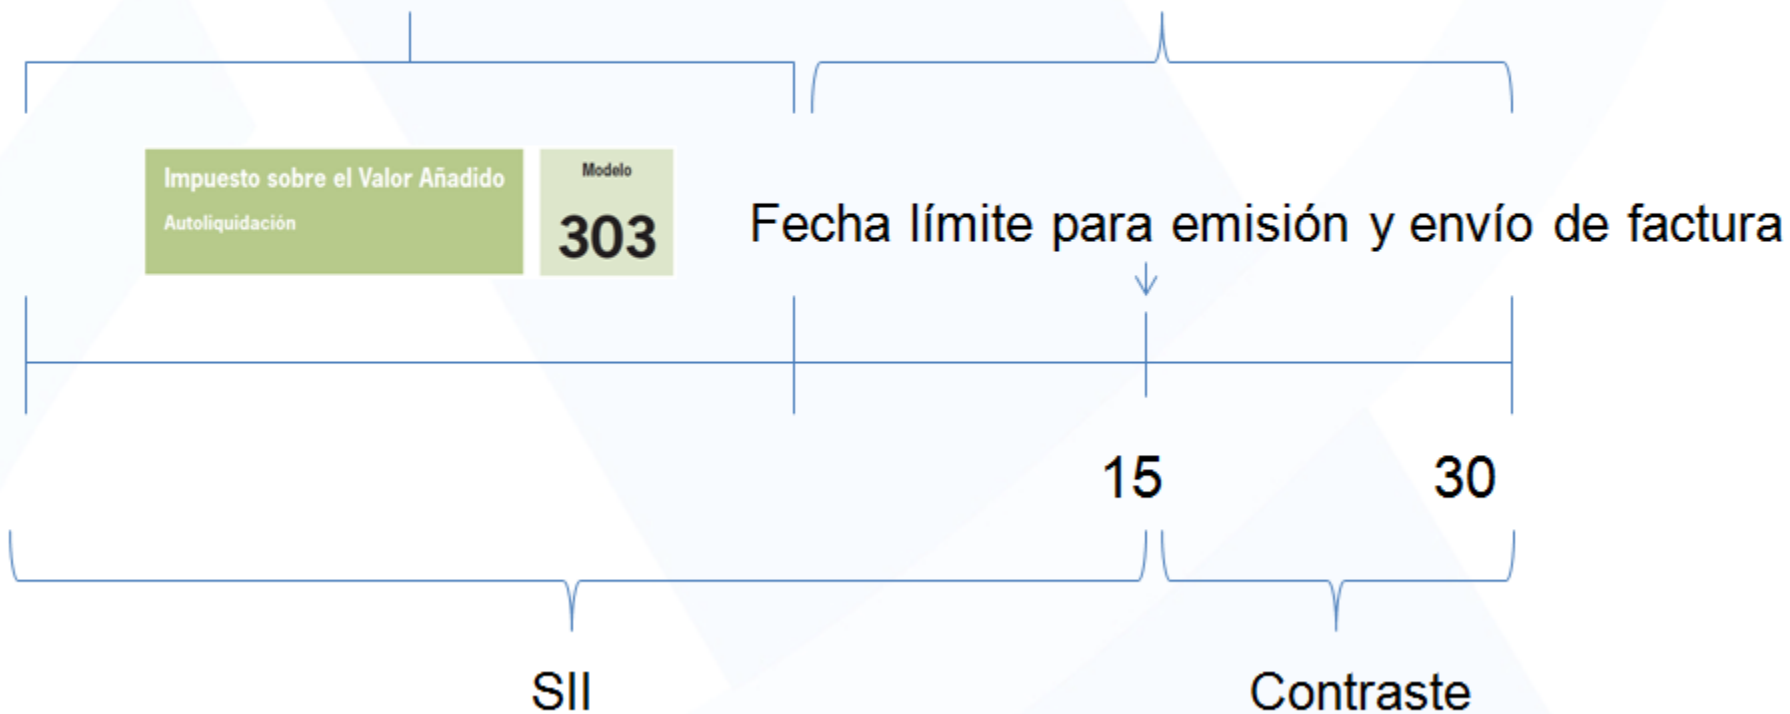 Impuesto sobre el Valor Añadido
Autoliquidación
Modelo
303
Fecha límite para emisión y envío de factura
15
30
SII
Contraste